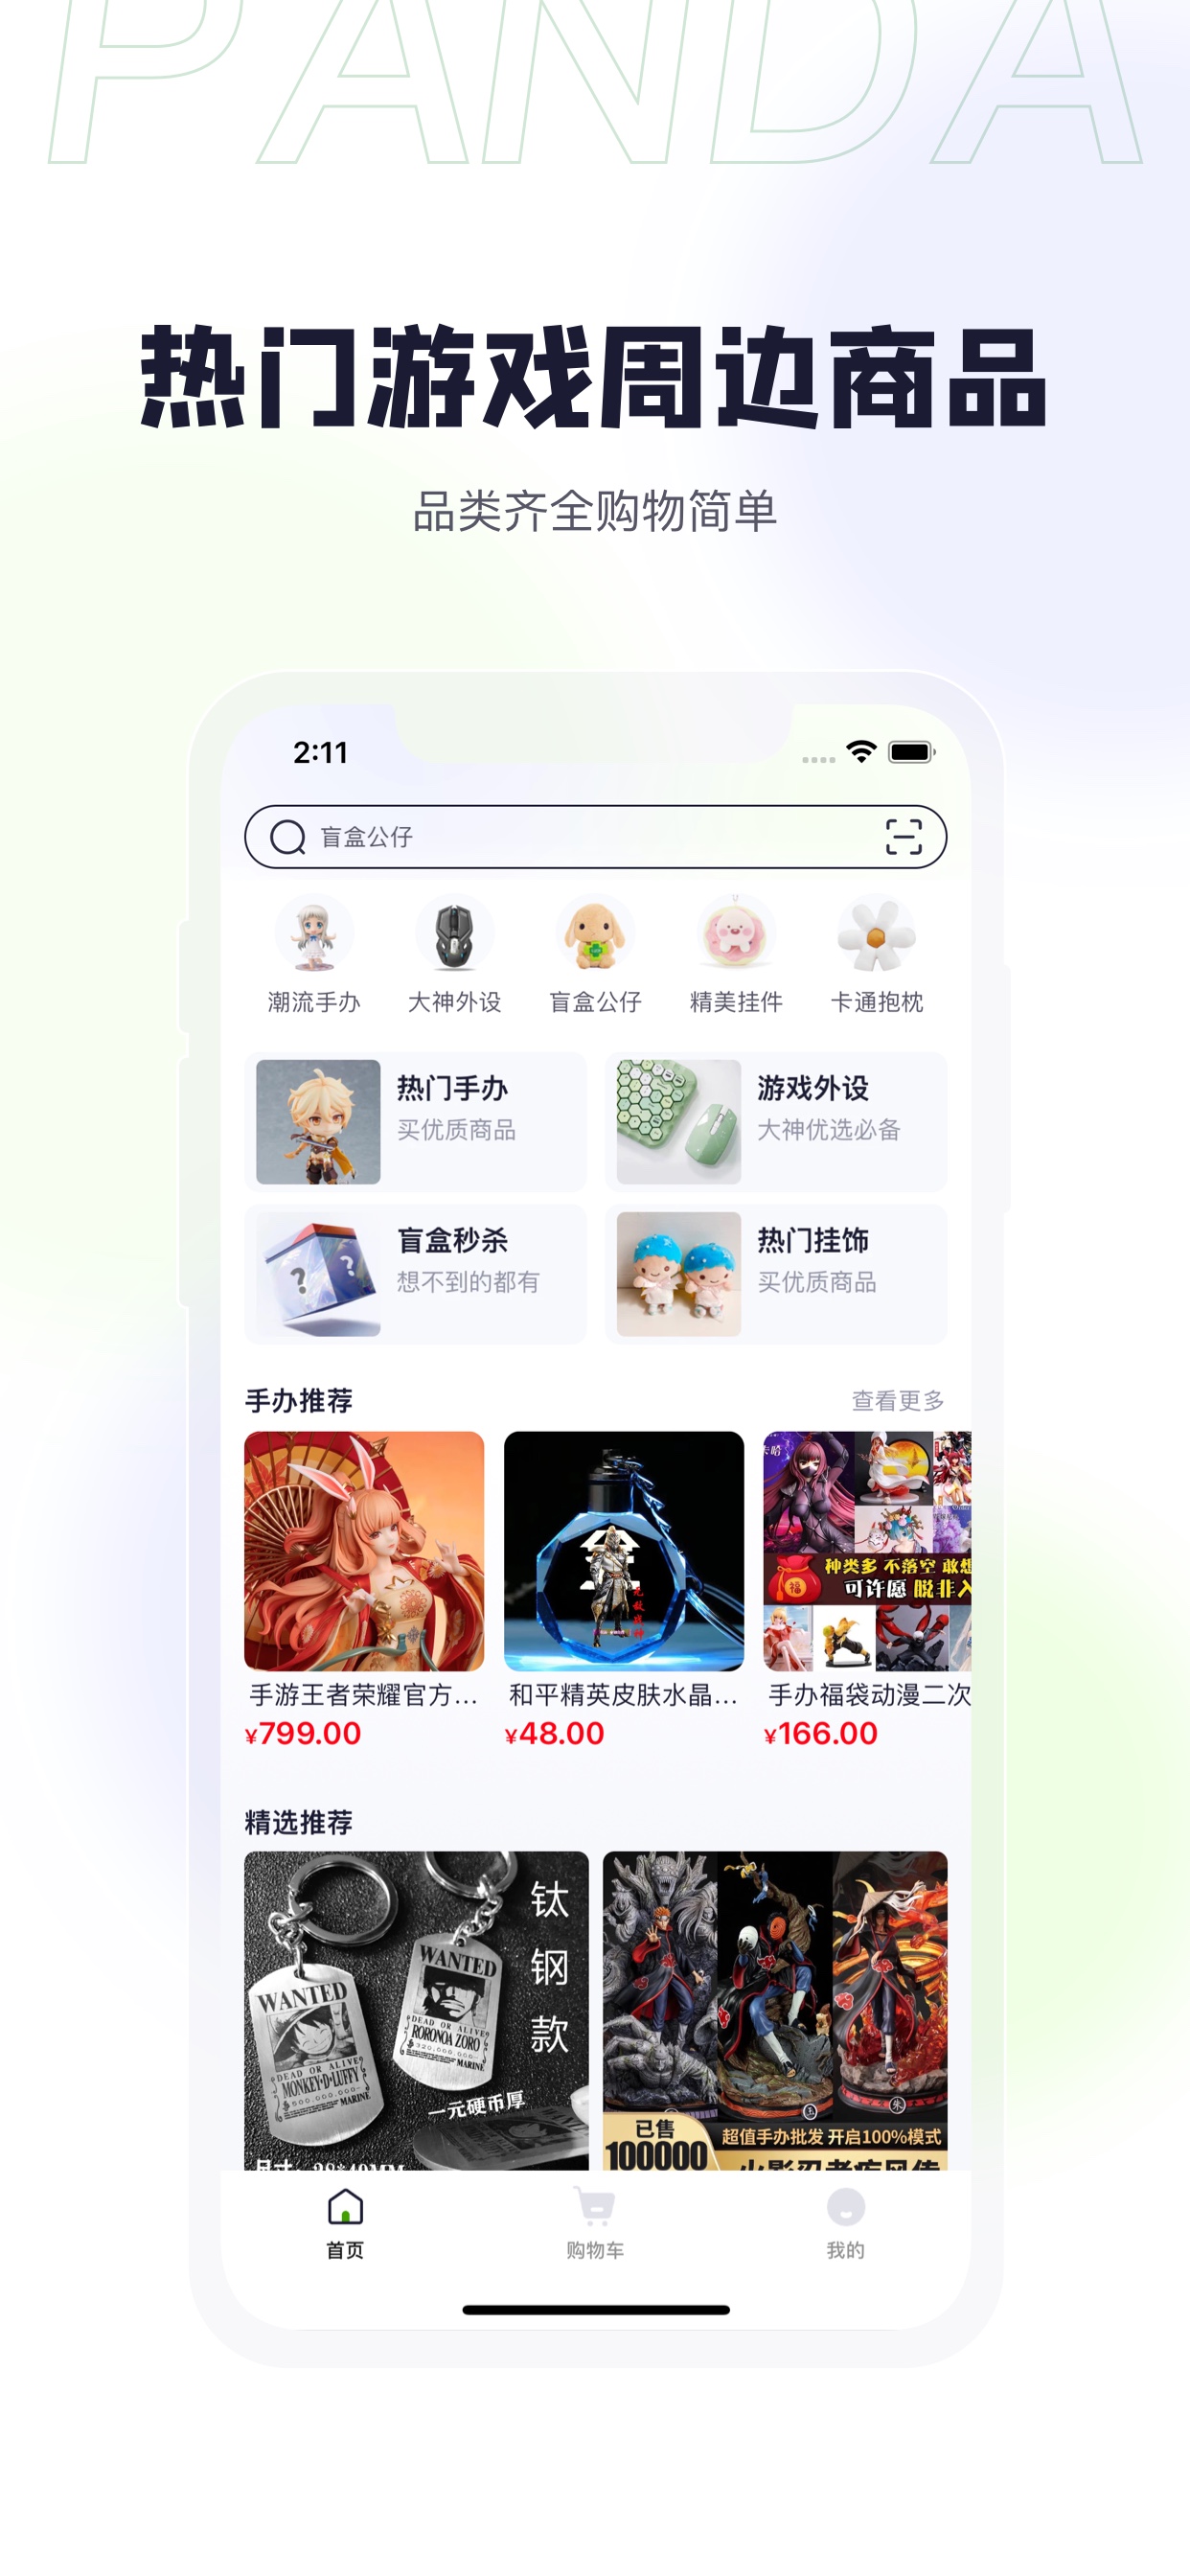 PANDA
热门游戏周边商品
品类齐全购物简单
2:11
盲盒公仔
潮流手办 大神外设 盲盒公仔 精美挂件 卡通抱枕
热门手办 游戏外设
买优质商品 大神优选必备
盲盒秒杀 热门挂饰
想不到的都有 买优质商品
手办推荐 查看更多
种类多 不落空 敢想
福 可许愿 脱非入
无敌战神
手游王者荣耀官方... 和平精英皮肤水晶... 手办福袋动漫二次
¥799.00 ¥48.00 ¥166.00
精选推荐
钛钢款
WANTED
DEAD OR ALIVE
MONKEY·D·LUFFY
MARINE
WANTED
DEAD OR ALIVE
RORONOA ZORO
MARINE
一元硬币厚
已售
100000
超值手办批发 开启100%模式
首页 购物车 我的